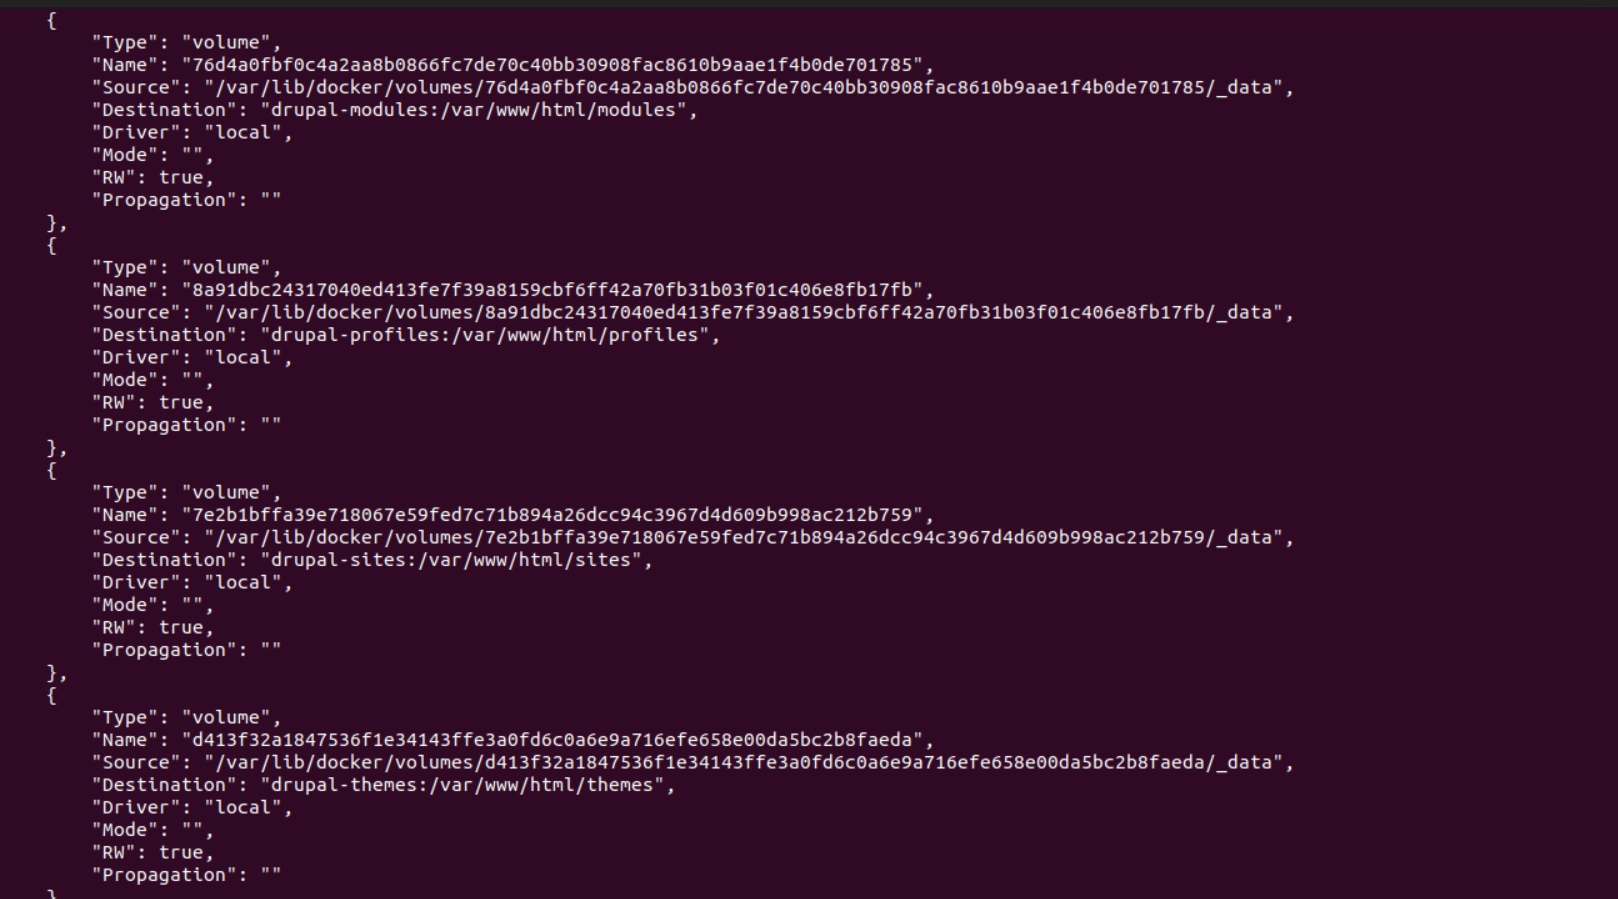 {
"Type": "volume",
"Name": "76d4a0fbf0c4a2aa8b0866fc7de70c40bb30908fac8610b9aae1f4b0de701785",
"Source": "/var/lib/docker/volumes/76d4a0fbf0c4a2aa8b0866fc7de70c40bb30908fac8610b9aae1f4b0de701785/_data",
"Destination": "drupal-modules:/var/www/html/modules",
"Driver": "local",
"Mode": "",
"RW": true,
"Propagation": ""
},
{
"Type": "volume",
"Name": "8a91dbc24317040ed413fe7f39a8159cbf6ff42a70fb31b03f01c406e8fb17fb",
"Source": "/var/lib/docker/volumes/8a91dbc24317040ed413fe7f39a8159cbf6ff42a70fb31b03f01c406e8fb17fb/_data",
"Destination": "drupal-profiles:/var/www/html/profiles",
"Driver": "local",
"Mode": "",
"RW": true,
"Propagation": ""
},
{
"Type": "volume",
"Name": "7e2b1bffa39e718067e59fed7c71b894a26dcc94c3967d4d609b998ac212b759",
"Source": "/var/lib/docker/volumes/7e2b1bffa39e718067e59fed7c71b894a26dcc94c3967d4d609b998ac212b759/_data",
"Destination": "drupal-sites:/var/www/html/sites",
"Driver": "local",
"Mode": "",
"RW": true,
"Propagation": ""
},
{
"Type": "volume",
"Name": "d413f32a1847536f1e34143ffe3a0fd6c0a6e9a716efe658e00da5bc2b8faeda",
"Source": "/var/lib/docker/volumes/d413f32a1847536f1e34143ffe3a0fd6c0a6e9a716efe658e00da5bc2b8faeda/_data",
"Destination": "drupal-themes:/var/www/html/themes",
"Driver": "local",
"Mode": "",
"RW": true,
"Propagation": ""
}